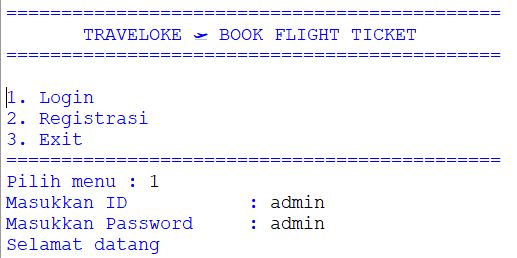 =============================================
TRAVELOKE 🛫 BOOK FLIGHT TICKET
=============================================
1. Login
2. Registrasi
3. Exit
=============================================
Pilih menu : 1
Masukkan ID : admin
Masukkan Password : admin
Selamat datang